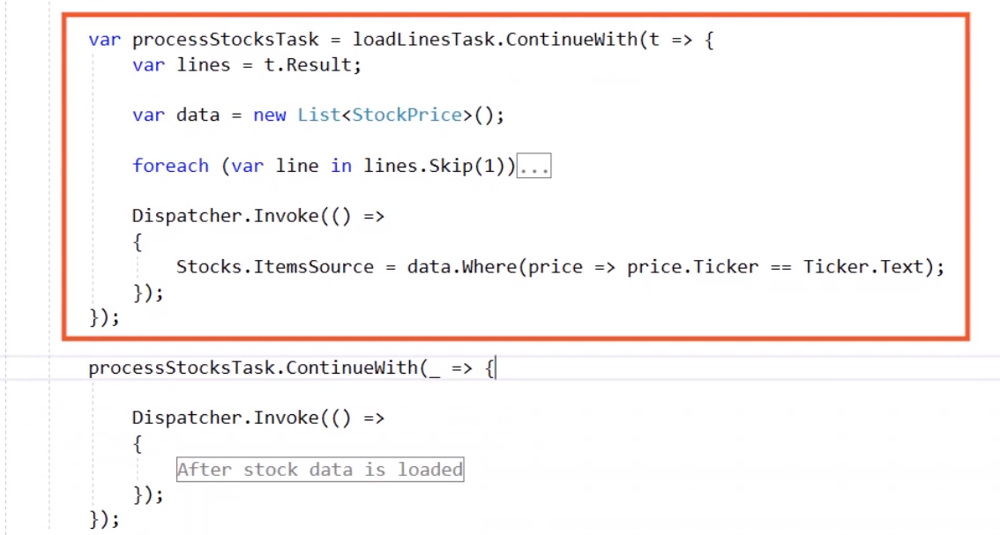 var processStocksTask = loadLinesTask.ContinueWith(t => {
var lines = t.Result;
var data = new List<StockPrice>();
foreach (var line in lines.Skip(1))...
Dispatcher.Invoke(() =>
{
Stocks.ItemsSource = data.Where(price => price.Ticker == Ticker.Text);
});
});
processStocksTask.ContinueWith(_ => {
Dispatcher.Invoke(() =>
{
After stock data is loaded
});
});